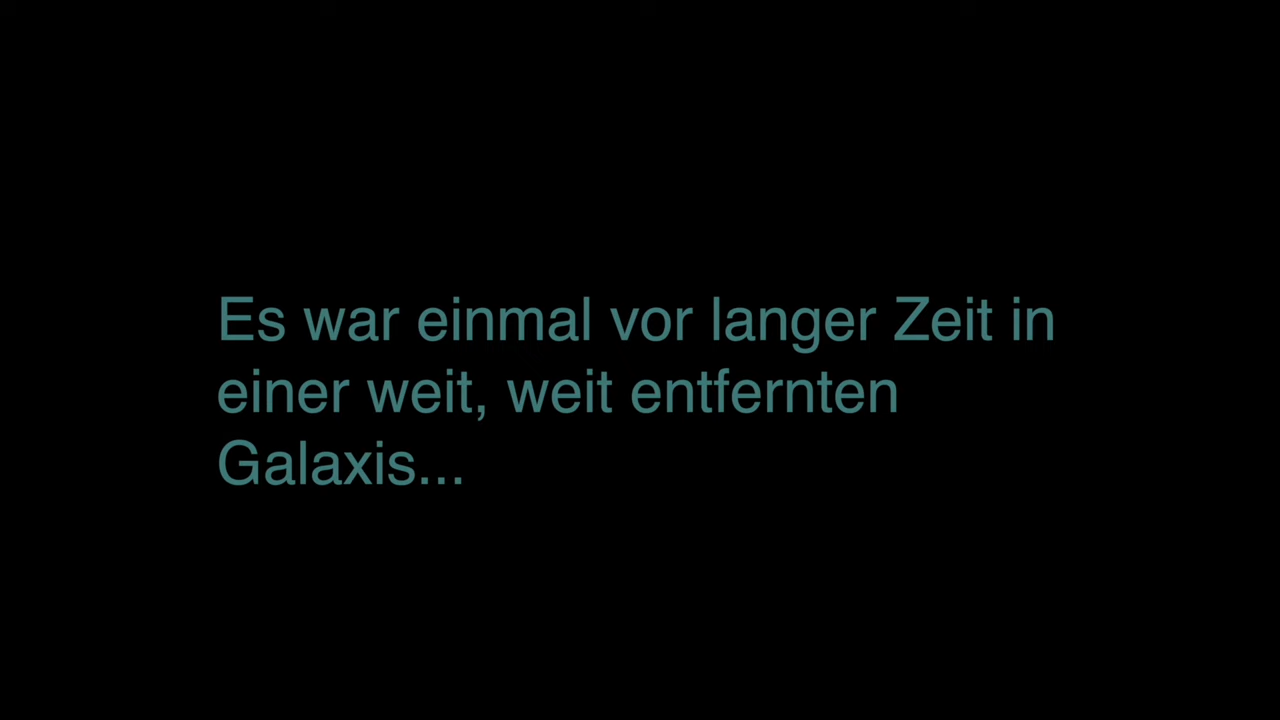 Es war einmal vor langer Zeit in
einer weit, weit entfernten
Galaxis...